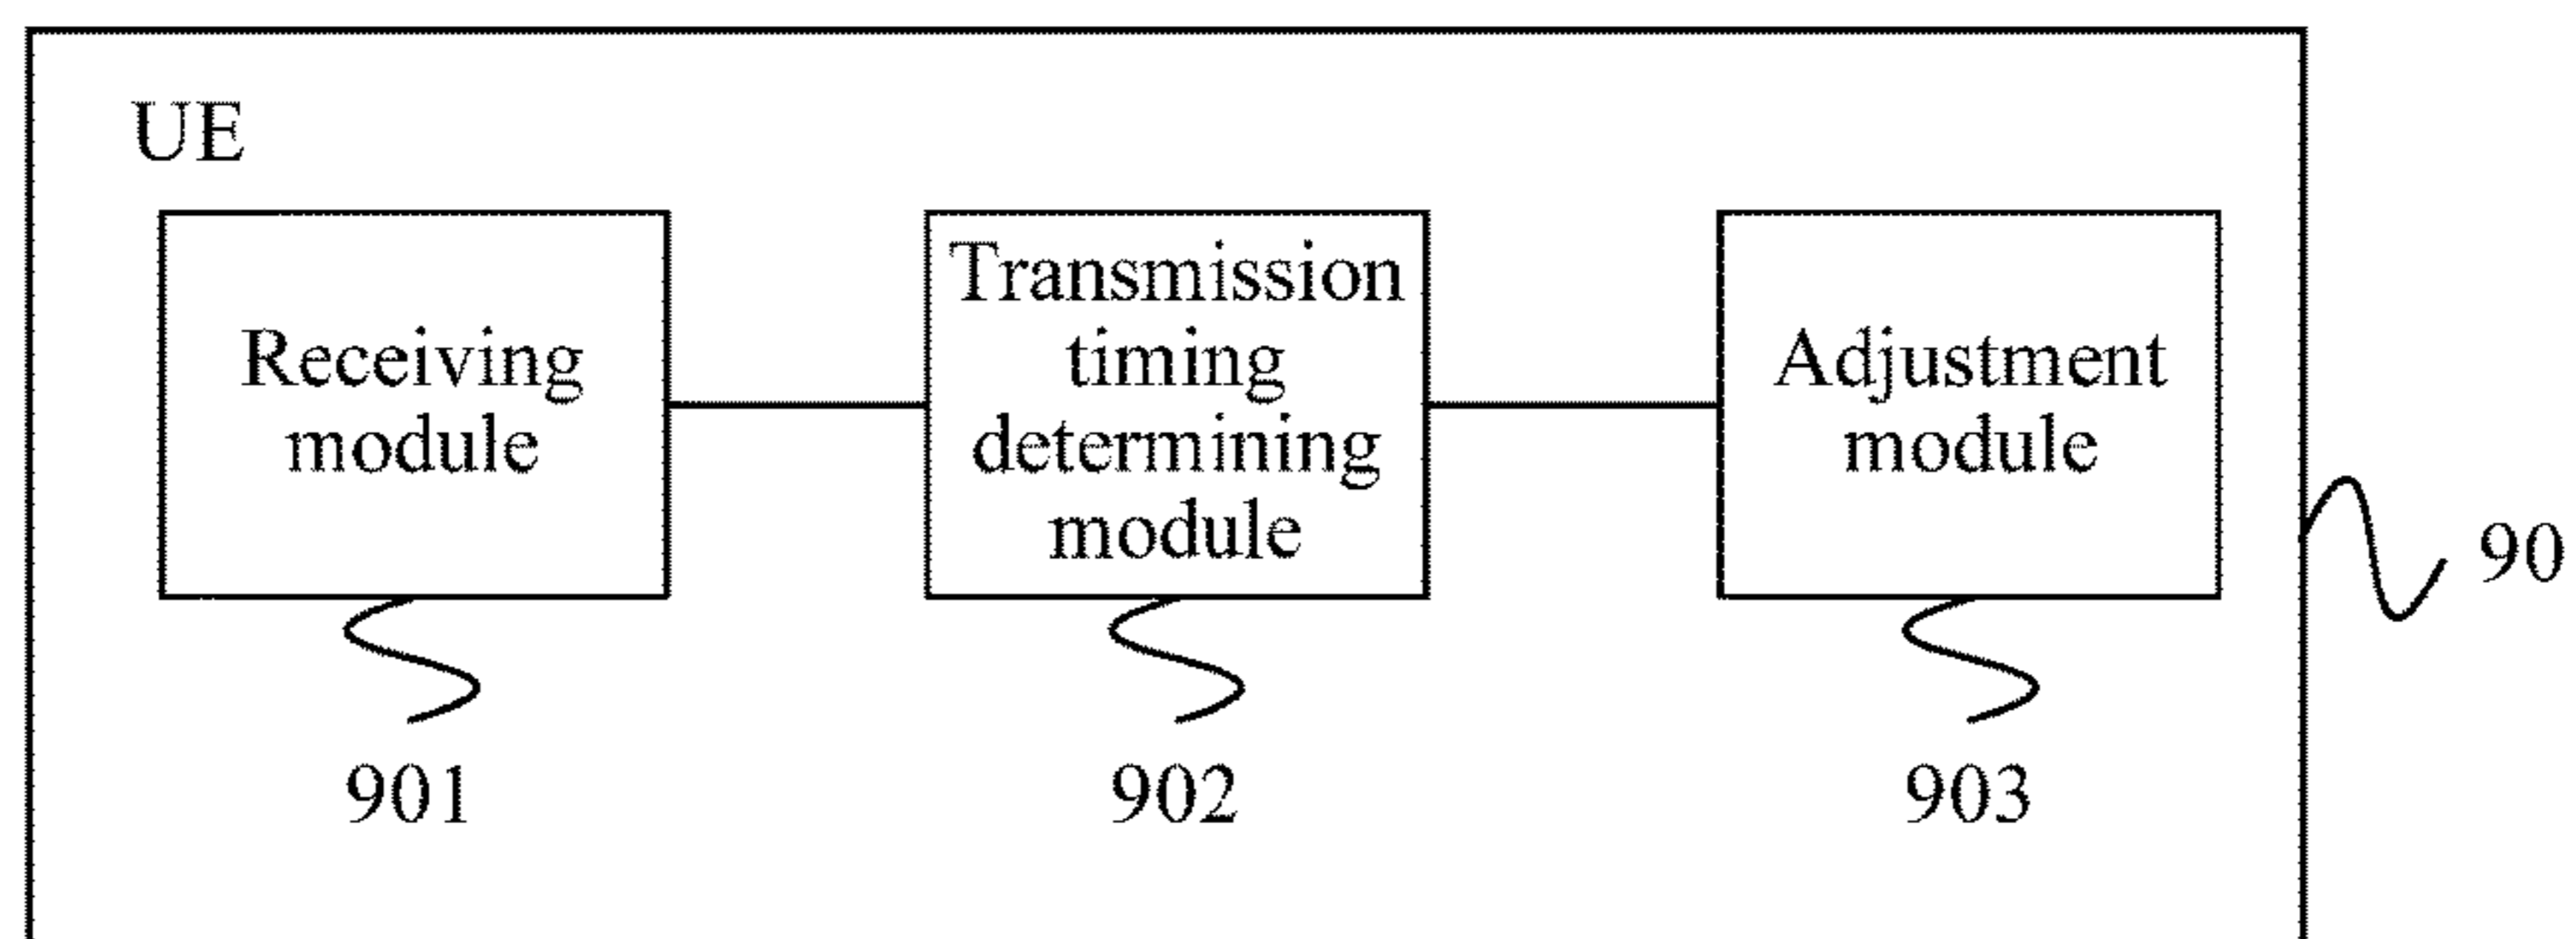 UE
Receiving
module
Transmission
timing
determining
module
Adjustment
module
90
901
902
903